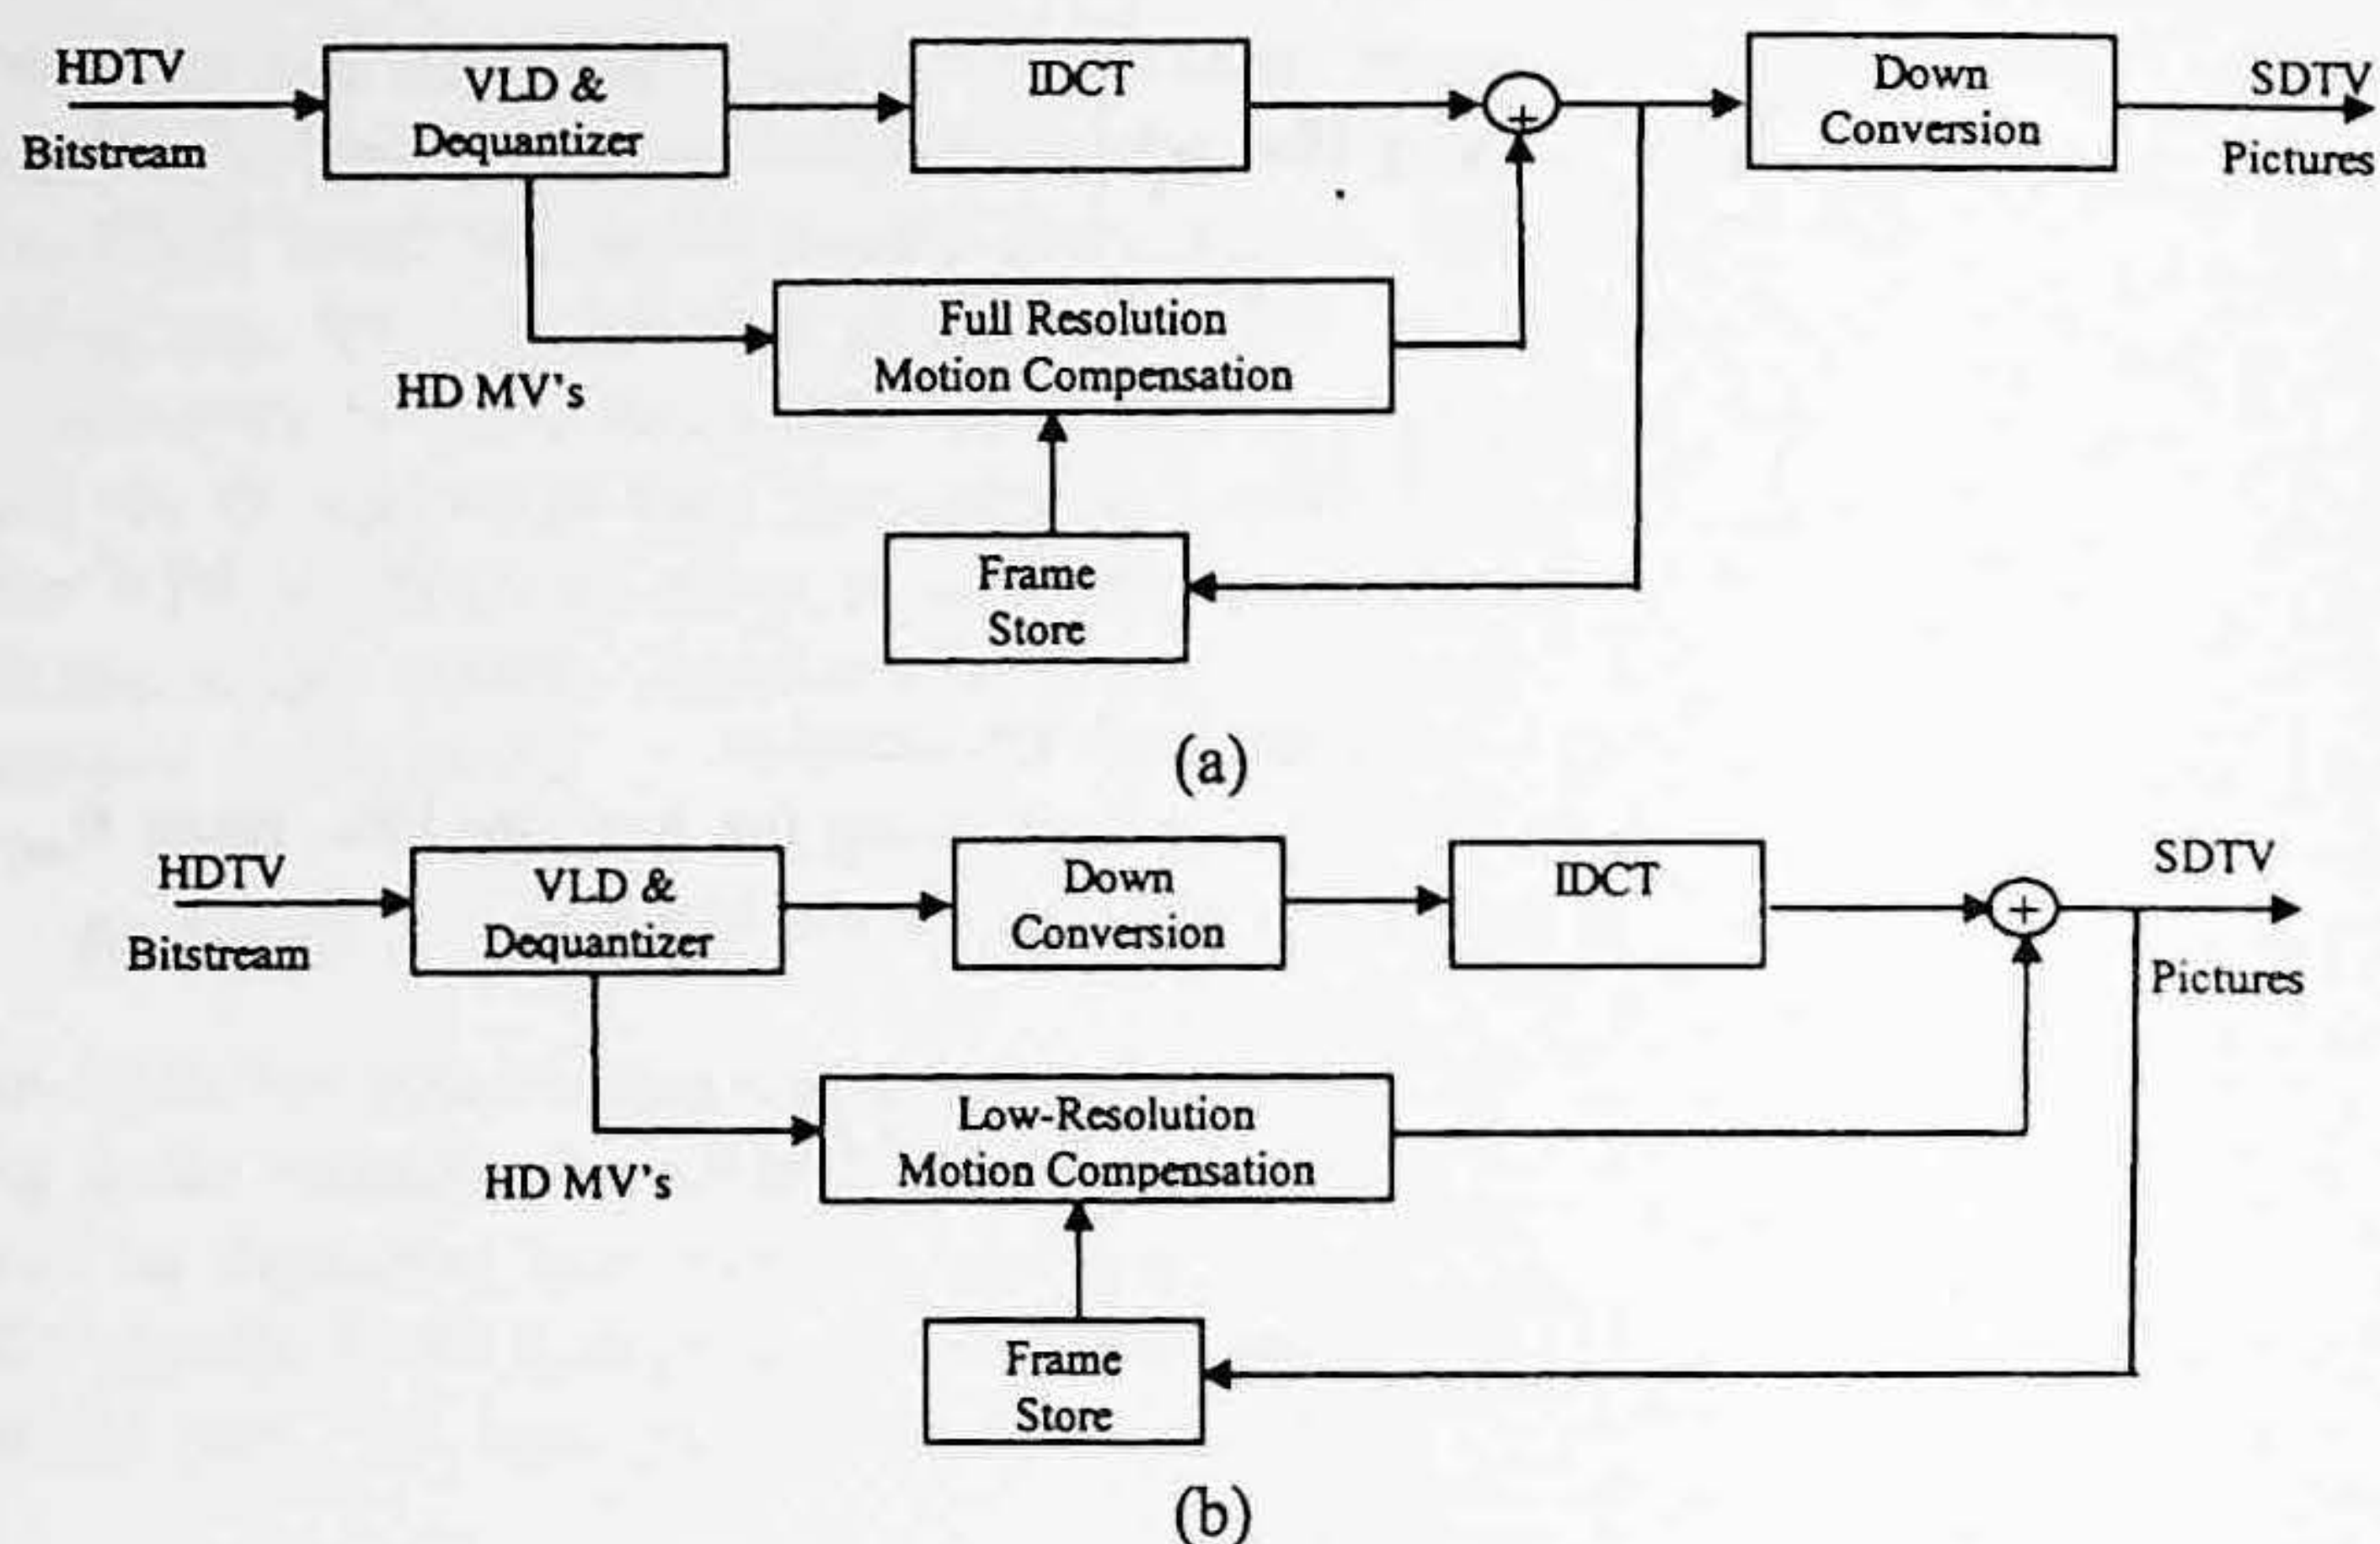 HDTV
Bitstream
VLD &
Dequantizer
IDCT
+
Down
Conversion
SDTV
Pictures
HD MV's
Full Resolution
Motion Compensation
Frame
Store
(a)
HDTV
Bitstream
VLD &
Dequantizer
Down
Conversion
IDCT
+
SDTV
Pictures
HD MV's
Low-Resolution
Motion Compensation
Frame
Store
(b)